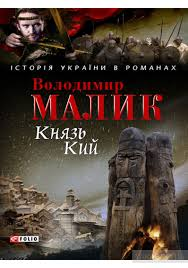 ІСТОРІЯ УКРАЇНИ В РОМАНАХ
Володимир
МАЛИК
Князь
Кий
FOLIO